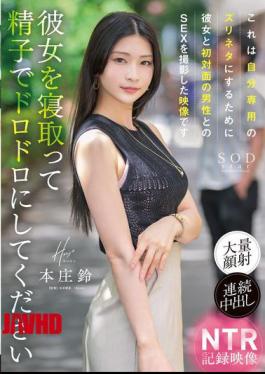 これは自分専用の
ズリネタにするために
彼女と初対面の男性との
SEXを撮影した映像です
SOD
star
彼女を寝取って
精子でドロドロにしてください
本庄鈴
大量
顔射
連続
中出し
NTR
記録映像
JAVHD